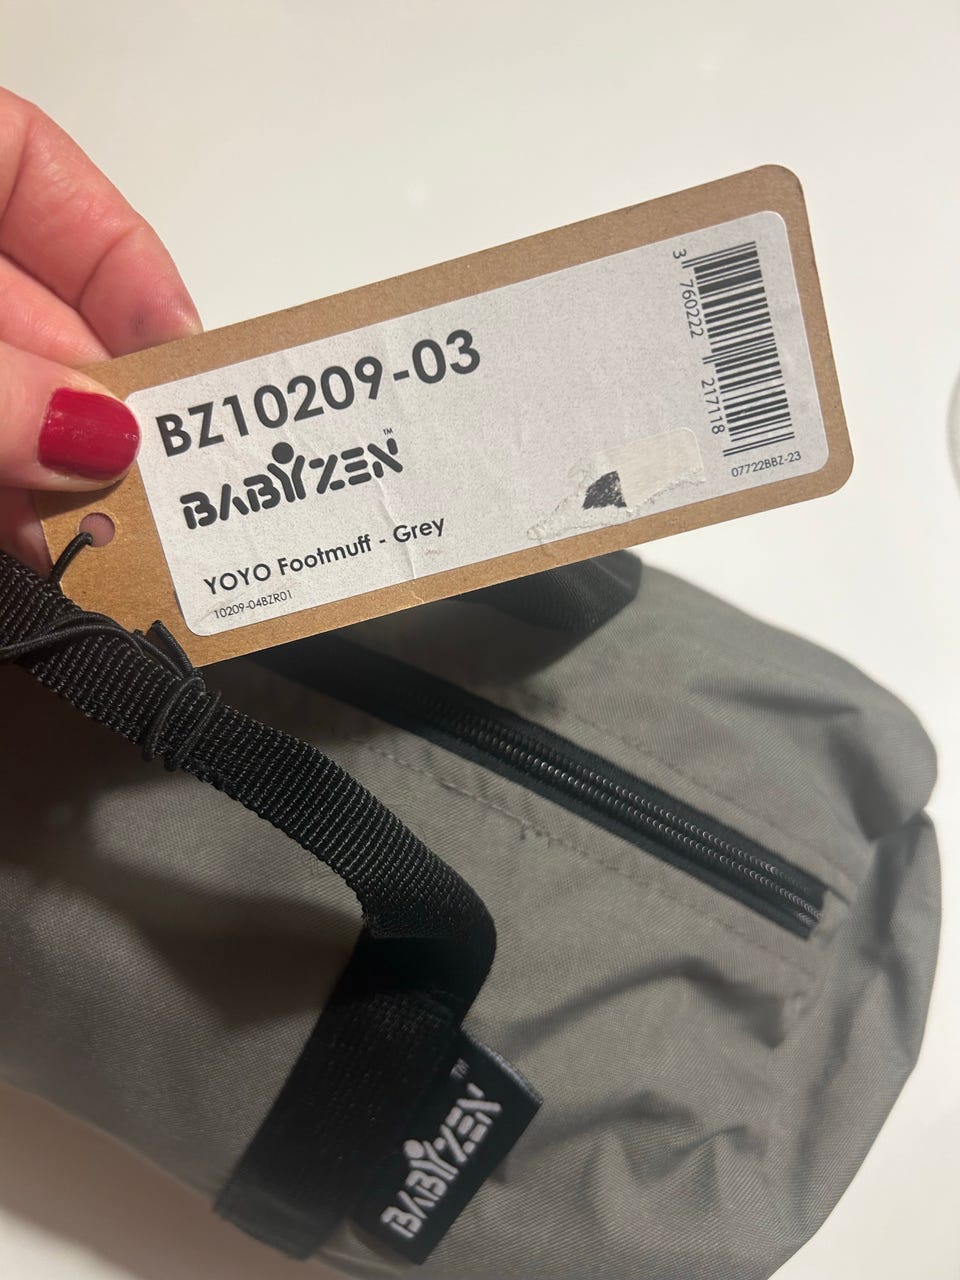 BZ10209-03
BABYZEN™
YOYO Footmuff - Grey
10209-04BZR01
3 760222 217118
07722BBZ-23
BABYZEN™